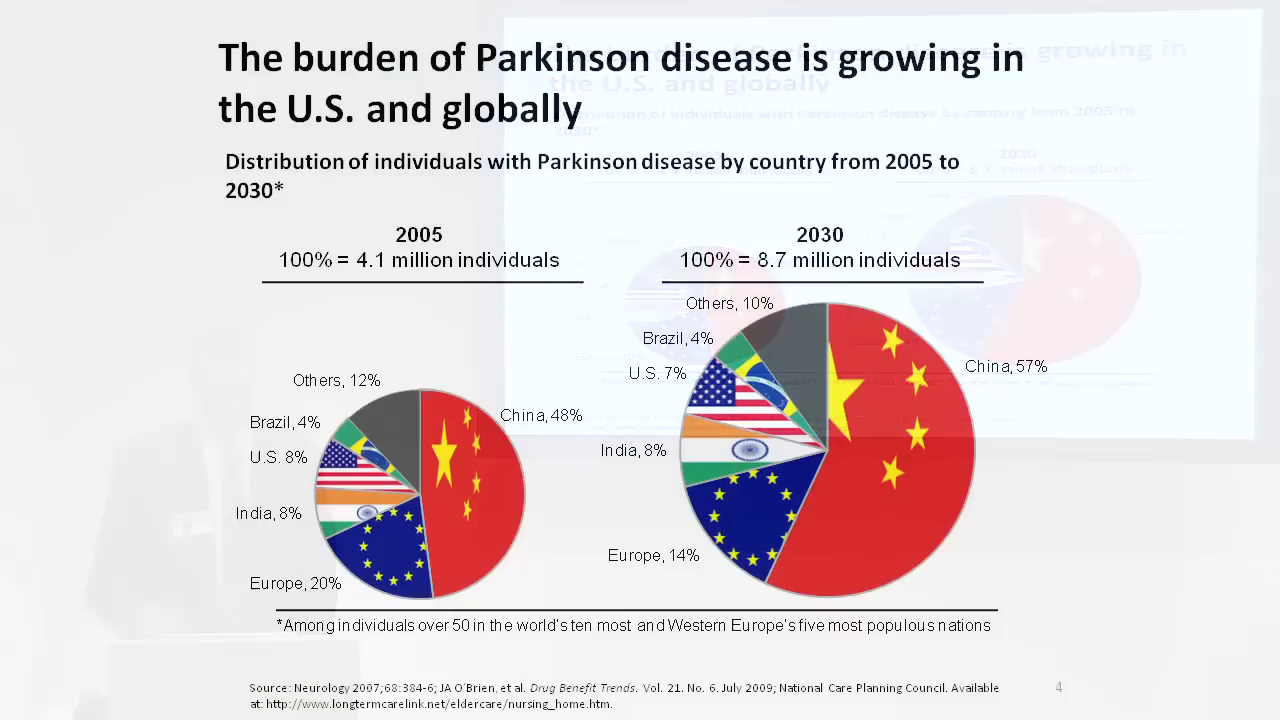 The burden of Parkinson disease is growing in
the U.S. and globally
Distribution of individuals with Parkinson disease by country from 2005 to
2030*
2005
100% = 4.1 million individuals
2030
100% = 8.7 million individuals
Others, 12%
Brazil, 4%
U.S. 8%
India, 8%
Europe, 20%
China, 48%
Others, 10%
Brazil, 4%
U.S. 7%
India, 8%
Europe, 14%
China, 57%
*Among individuals over 50 in the world's ten most and Western Europe's five most populous nations
Source: Neurology 2007;68:384-6; JA O'Brien, et al. Drug Benefit Trends. Vol. 21. No. 6. July 2009; National Care Planning Council. Available
at: http://www.longtermcarelink.net/eldercare/nursing_home.htm.
4